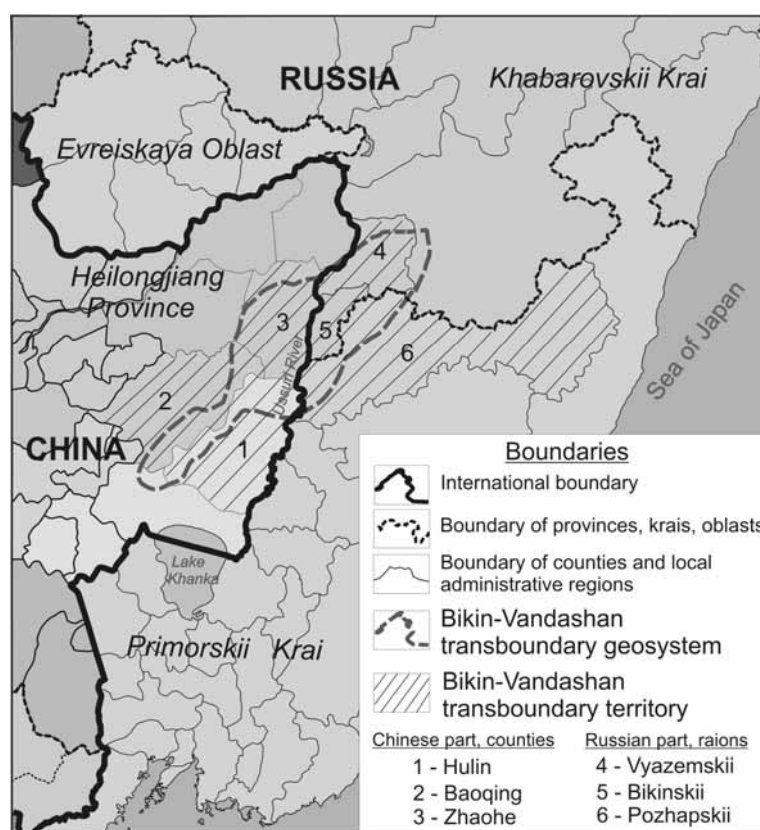 RUSSIA
Khabarovskii Krai
Evreiskaya Oblast
4
Heilongjiang
Province
3
5
6
Ussuri River
Sea of Japan
2
1
CHINA
Lake
Khanka
Primorskii Krai
Boundaries
International boundary
Boundary of provinces, krais, oblasts
Boundary of counties and local
administrative regions
Bikin-Vandashan
transboundary geosystem
Bikin-Vandashan
transboundary territory
Chinese part, counties
1 - Hulin
2 - Baoqing
3 - Zhaohe
Russian part, raions
4 - Vyazemskii
5 - Bikinskii
6 - Pozhapskii